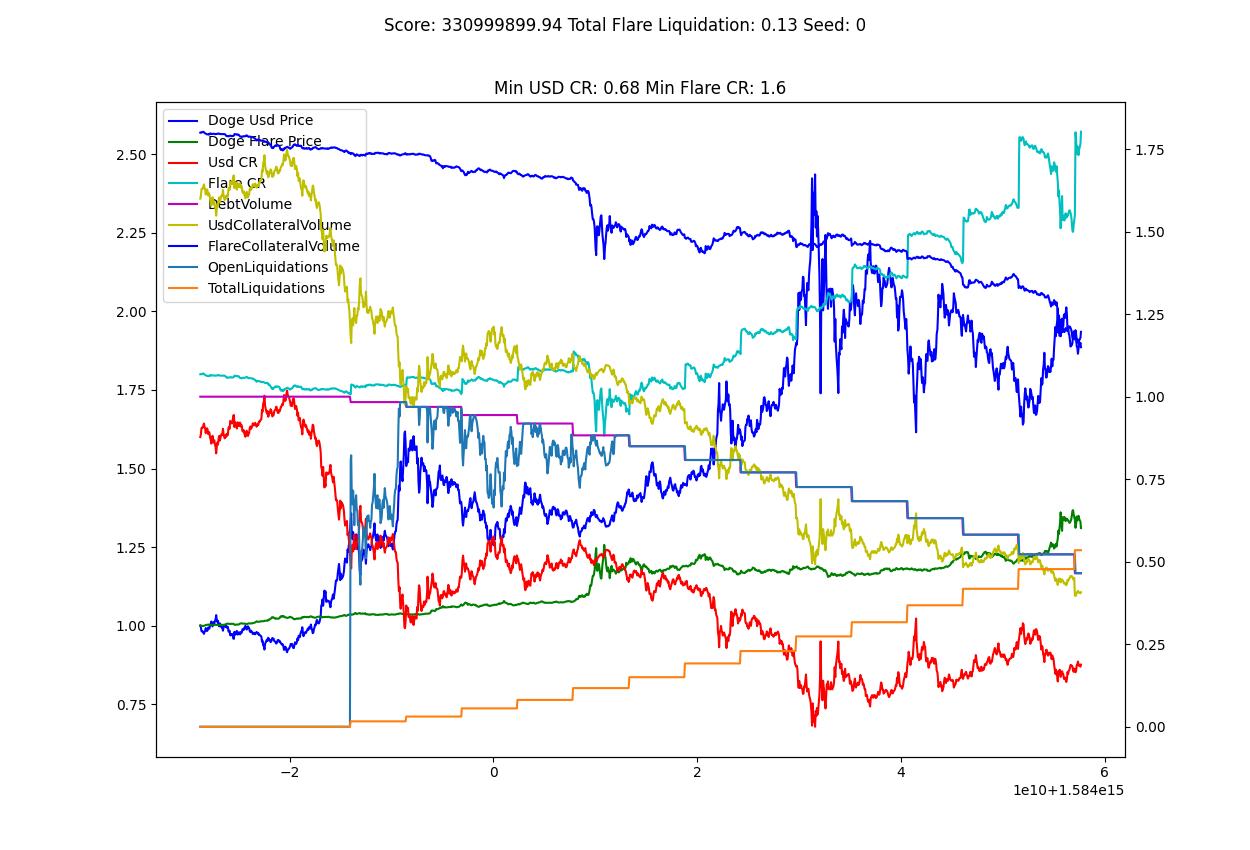 Score: 330999899.94 Total Flare Liquidation: 0.13 Seed: 0
Min USD CR: 0.68 Min Flare CR: 1.6
Doge Usd Price
Doge Flare Price
Usd CR
Flare CR
DebtVolume
UsdCollateralVolume
FlareCollateralVolume
OpenLiquidations
TotalLiquidations
2.50
2.25
2.00
1.75
1.50
1.25
1.00
0.75
1.75
1.50
1.25
1.00
0.75
0.50
0.25
0.00
−2
0
2
4
6
1e10+1.584e15